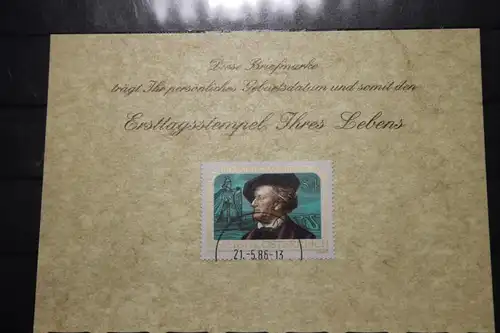 Diese Briefmarke
trägt Ihr persönliches Geburtsdatum und somit den
Ersttagsstempel Ihres Lebens
21.-5.86-13